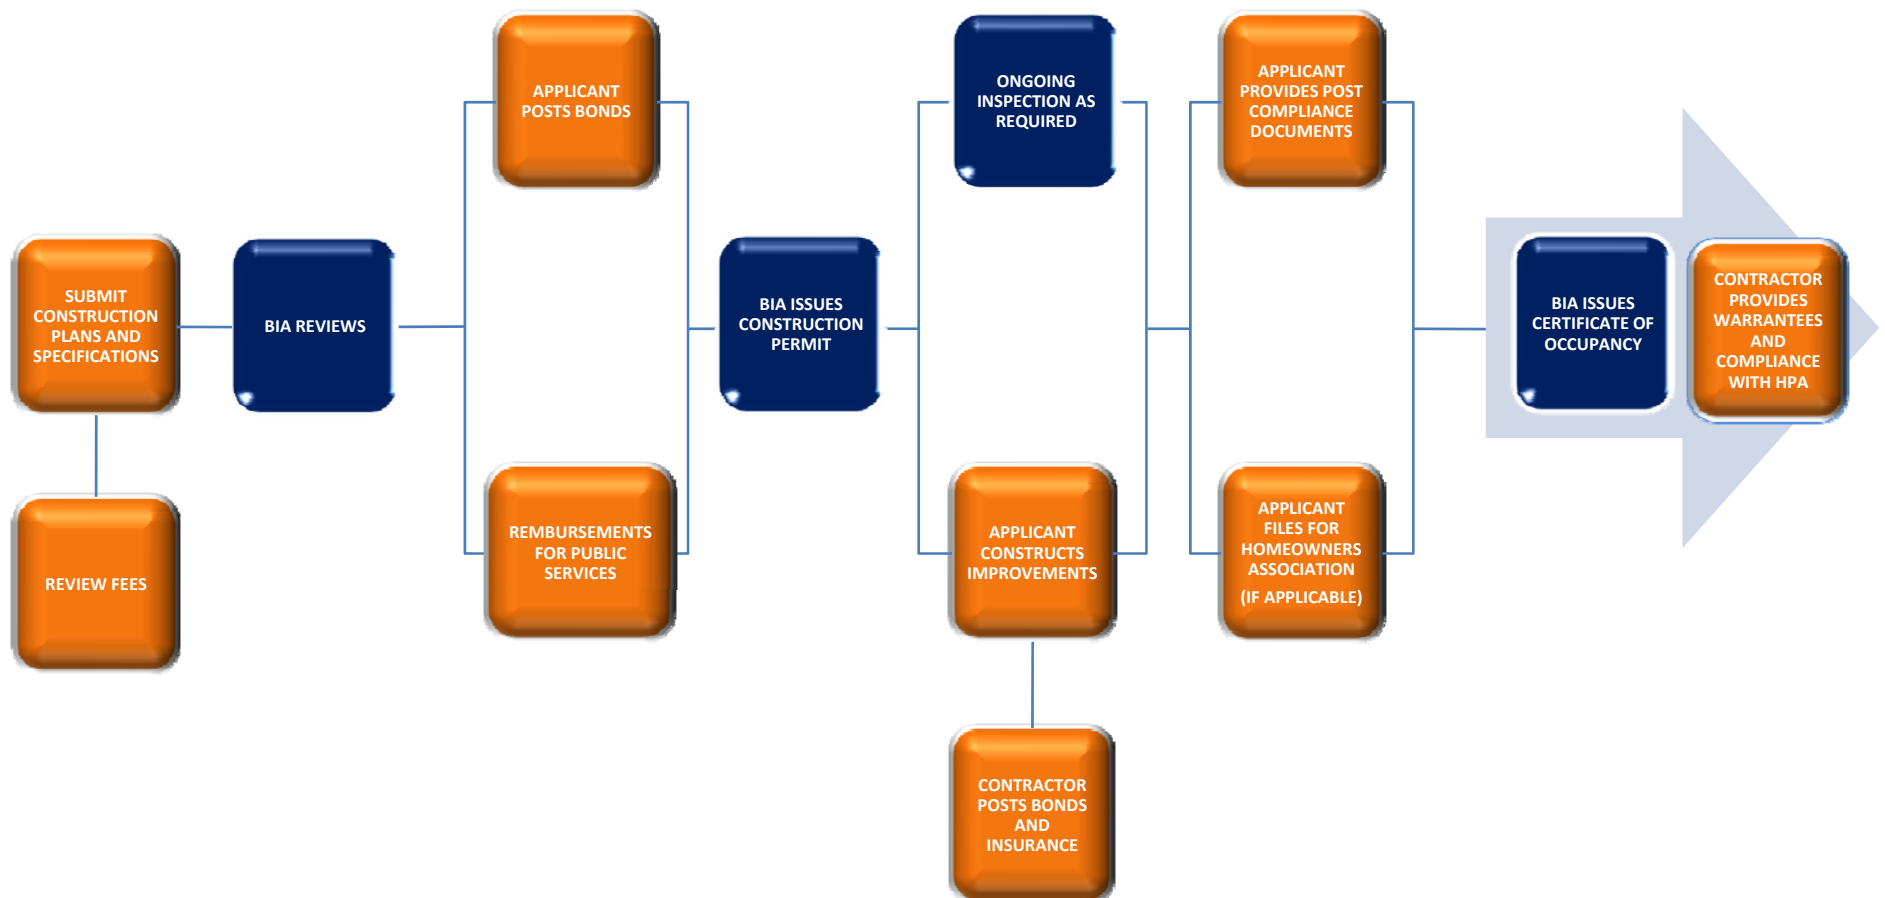 SUBMIT
CONSTRUCTION
PLANS AND
SPECIFICATIONS
REVIEW FEES
BIA REVIEWS
APPLICANT
POSTS BONDS
REMBURSEMENTS
FOR PUBLIC
SERVICES
BIA ISSUES
CONSTRUCTION
PERMIT
ONGOING
INSPECTION AS
REQUIRED
APPLICANT
CONSTRUCTS
IMPROVEMENTS
CONTRACTOR
POSTS BONDS
AND
INSURANCE
APPLICANT
PROVIDES POST
COMPLIANCE
DOCUMENTS
APPLICANT
FILES FOR
HOMEOWNERS
ASSOCIATION
(IF APPLICABLE)
BIA ISSUES
CERTIFICATE OF
OCCUPANCY
CONTRACTOR
PROVIDES
WARRANTEES
AND
COMPLIANCE
WITH HPA